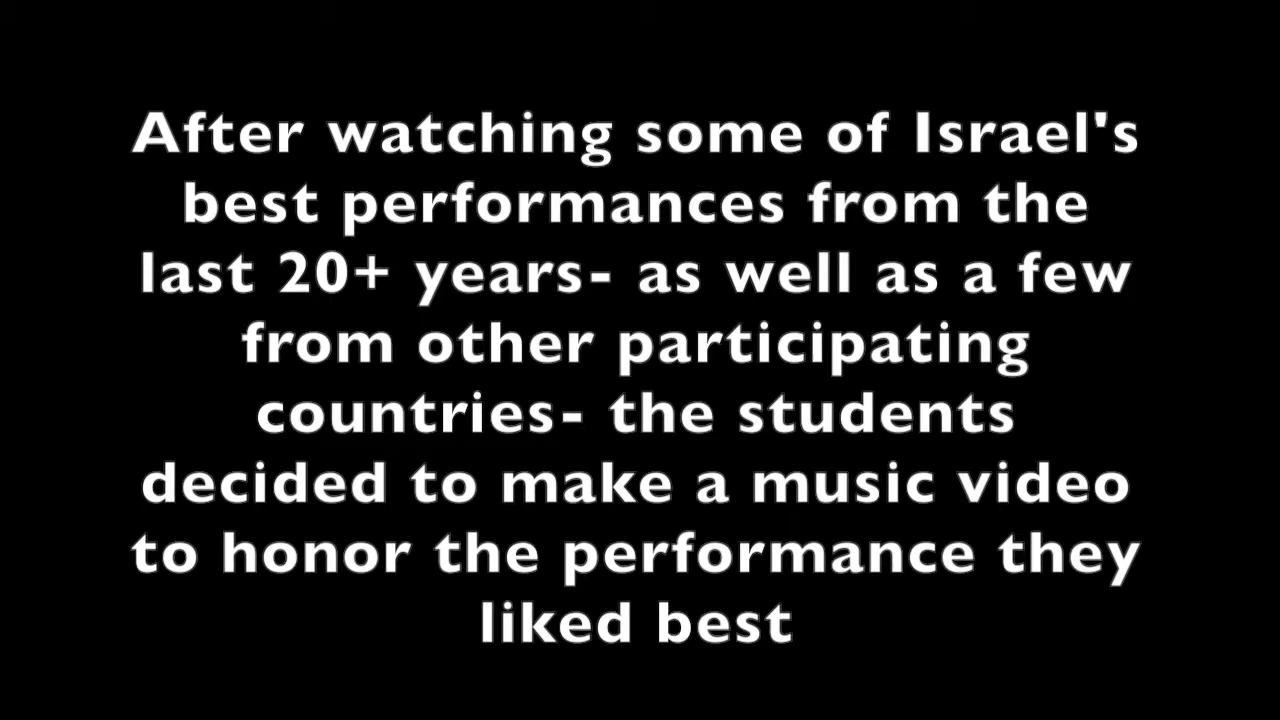 After watching some of Israel's
best performances from the
last 20+ years- as well as a few
from other participating
countries- the students
decided to make a music video
to honor the performance they
liked best